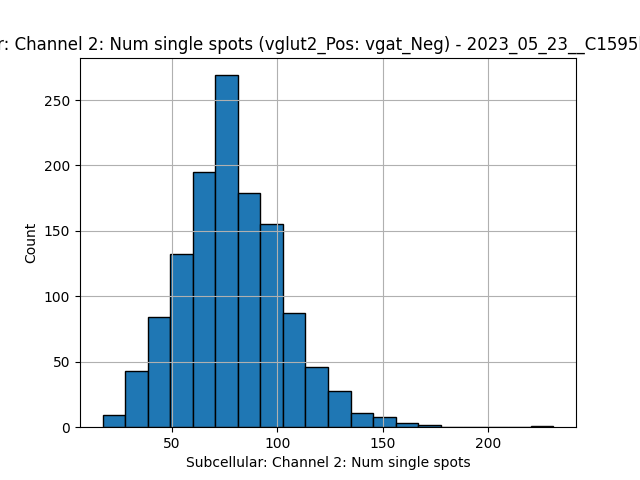 r: Channel 2: Num single spots (vglut2_Pos: vgat_Neg) - 2023_05_23__C1595
250
200
150
100
50
0
Count
50 100 150 200
Subcellular: Channel 2: Num single spots